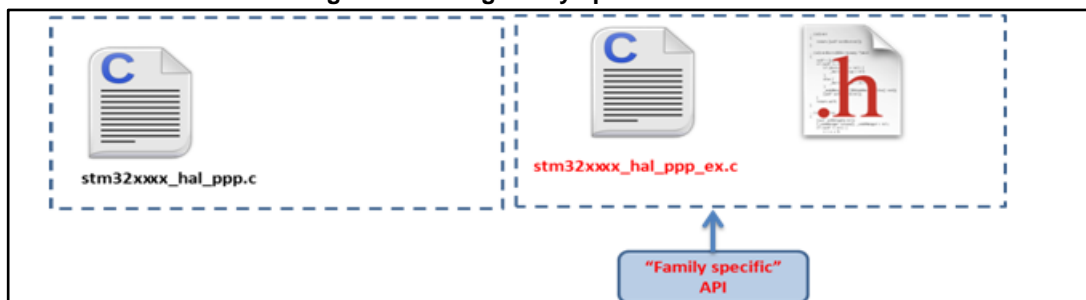 C
stm32xxxx_hal_ppp.c
C
stm32xxxx_hal_ppp_ex.c
.h
"Family specific"
API